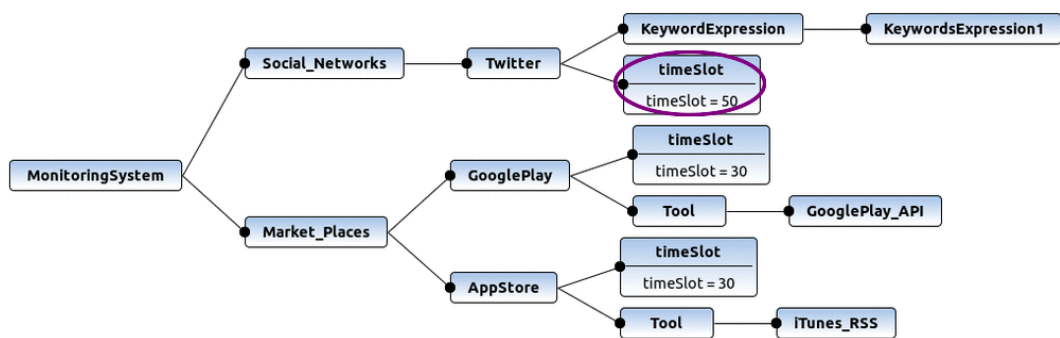 KeywordExpression
KeywordsExpression1
Social_Networks
Twitter
timeSlot
timeSlot = 50
MonitoringSystem
timeSlot
GooglePlay
timeSlot = 30
Tool
GooglePlay_API
Market_Places
timeSlot
AppStore
timeSlot = 30
Tool
iTunes_RSS